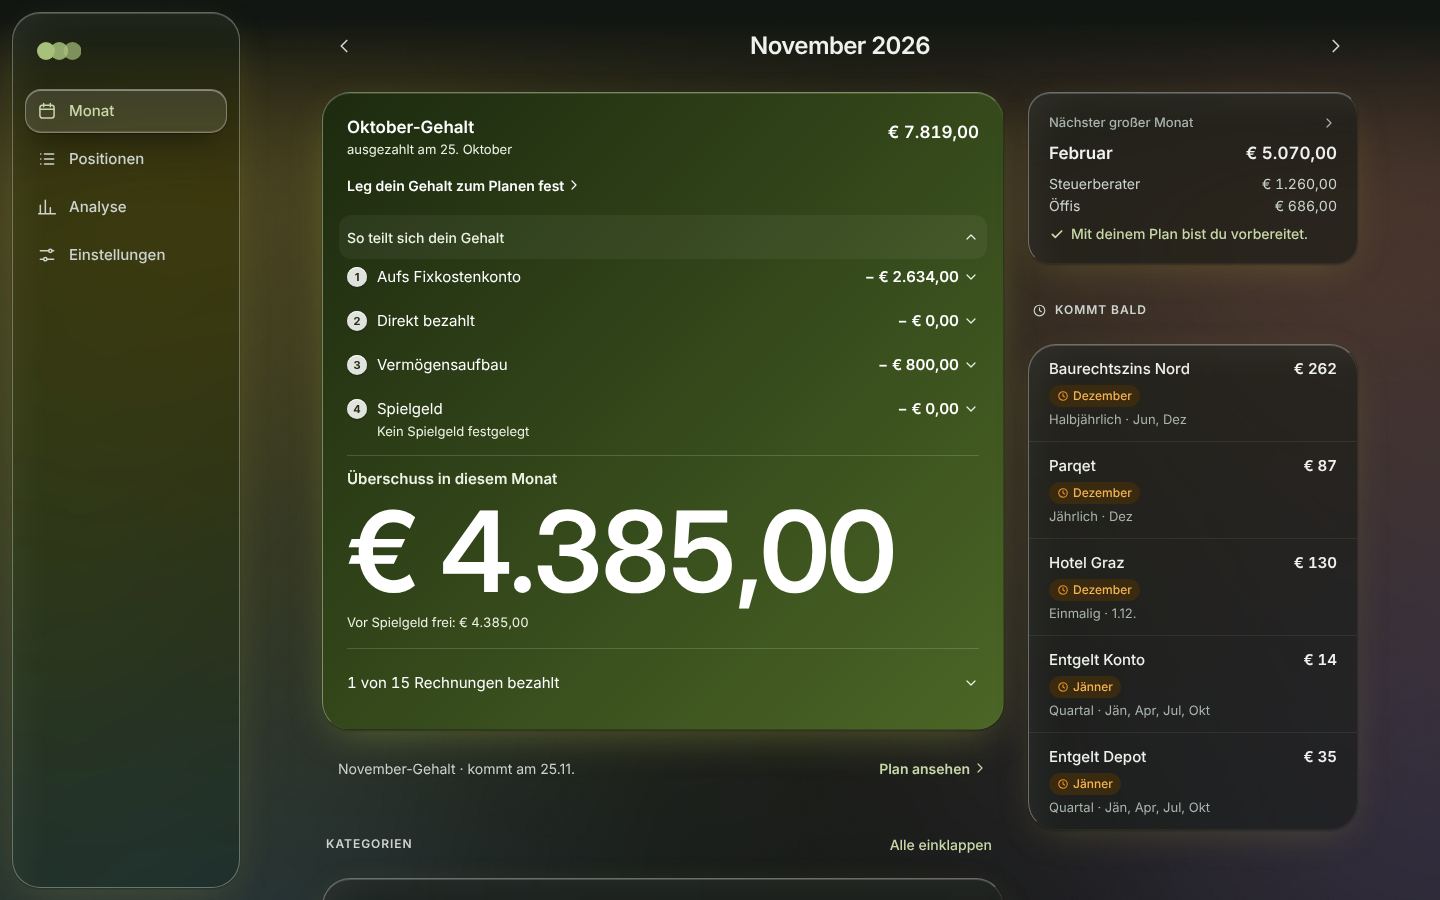 Monat
Positionen
Analyse
Einstellungen
November 2026
Oktober-Gehalt
€ 7.819,00
ausgezahlt am 25. Oktober
Leg dein Gehalt zum Planen fest
So teilt sich dein Gehalt
1 Aufs Fixkostenkonto – € 2.634,00
2 Direkt bezahlt – € 0,00
3 Vermögensaufbau – € 800,00
4 Spielgeld – € 0,00
Kein Spielgeld festgelegt
Überschuss in diesem Monat
€ 4.385,00
Vor Spielgeld frei: € 4.385,00
1 von 15 Rechnungen bezahlt
November-Gehalt · kommt am 25.11.
Plan ansehen
KATEGORIEN
Alle einklappen
Nächster großer Monat
Februar € 5.070,00
Steuerberater € 1.260,00
Öffis € 686,00
Mit deinem Plan bist du vorbereitet.
KOMMT BALD
Baurechtszins Nord € 262
Dezember
Halbjährlich · Jun, Dez
Parqet € 87
Dezember
Jährlich · Dez
Hotel Graz € 130
Dezember
Einmalig · 1.12.
Entgelt Konto € 14
Jänner
Quartal · Jän, Apr, Jul, Okt
Entgelt Depot € 35
Jänner
Quartal · Jän, Apr, Jul, Okt